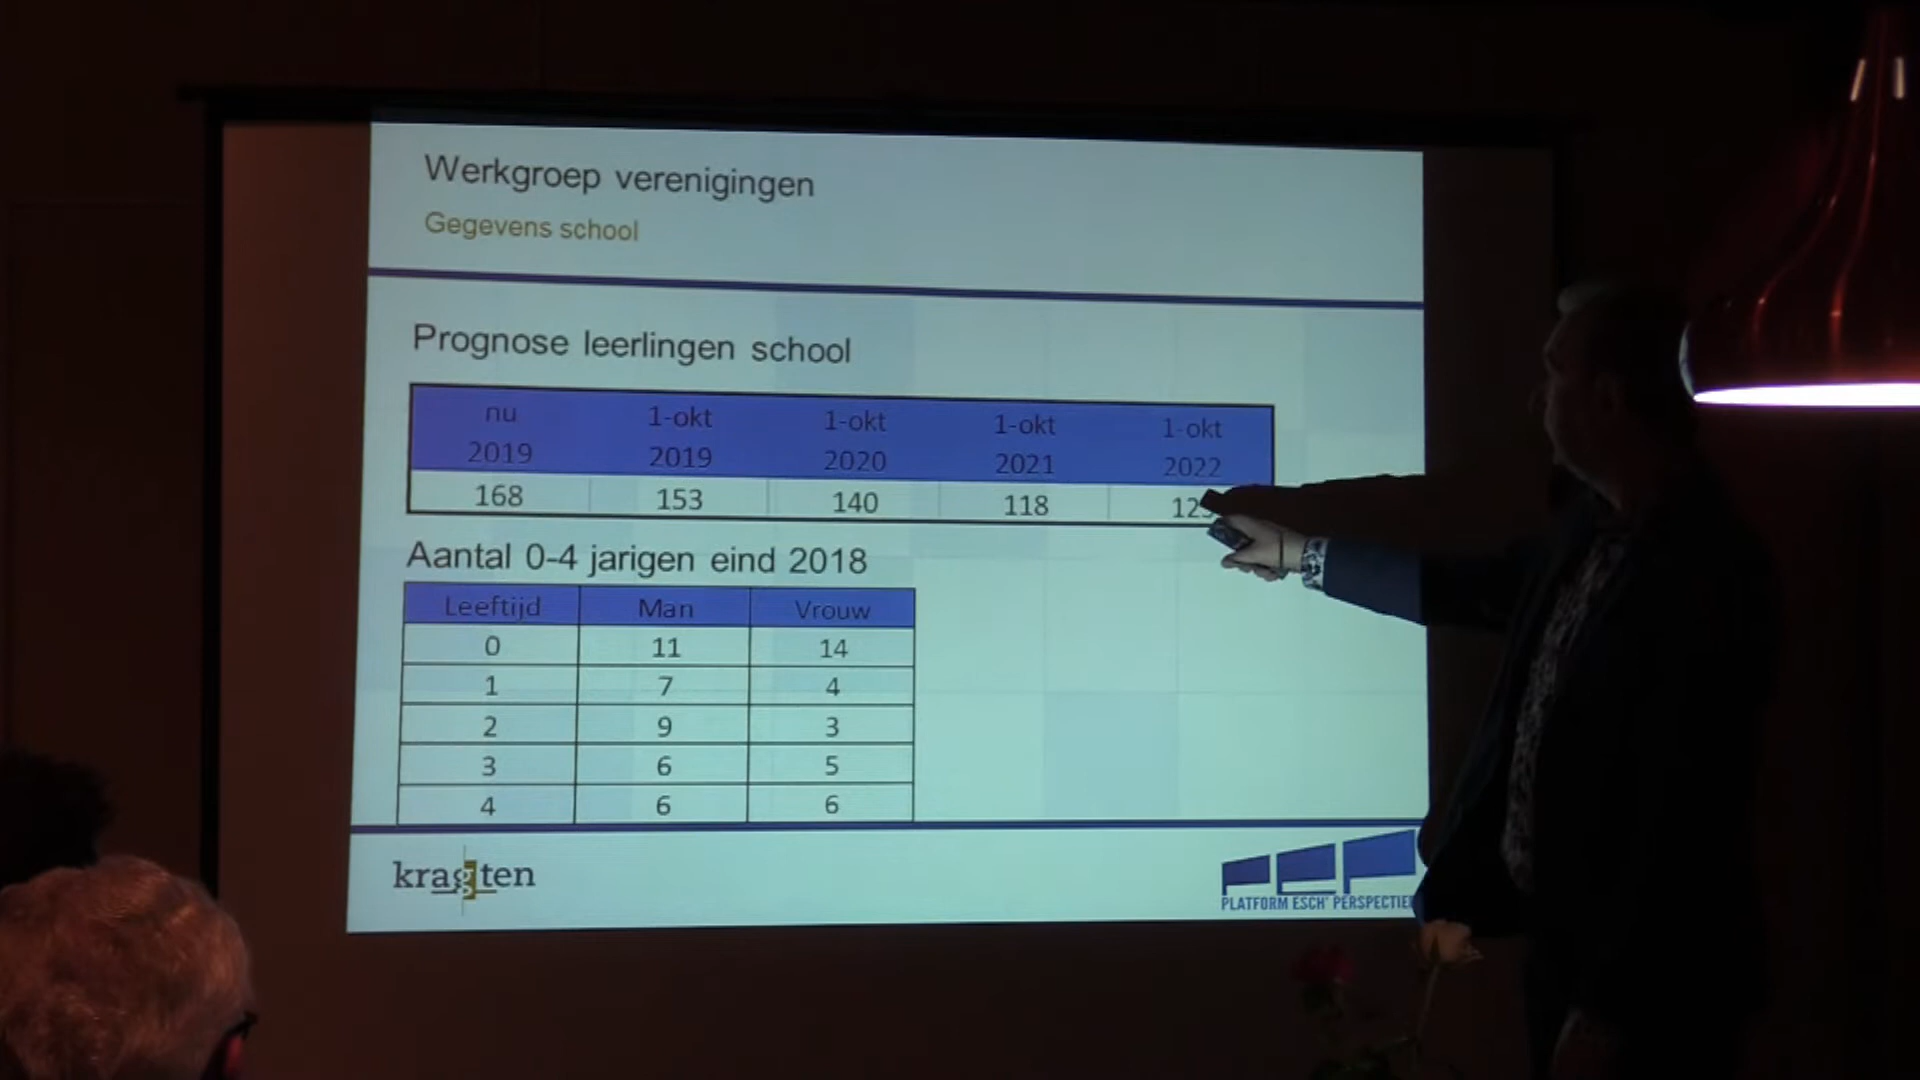 Werkgroep verenigingen
Gegevens school
Prognose leerlingen school
nu 1-okt 1-okt 1-okt 1-okt
2019 2019 2020 2021 2022
168 153 140 118
Aantal 0-4 jarigen eind 2018
Leeftijd Man Vrouw
0 11 14
1 7 4
2 9 3
3 6 5
4 6 6
kragten
PLATFORM ESCH' PERSPECTIEF